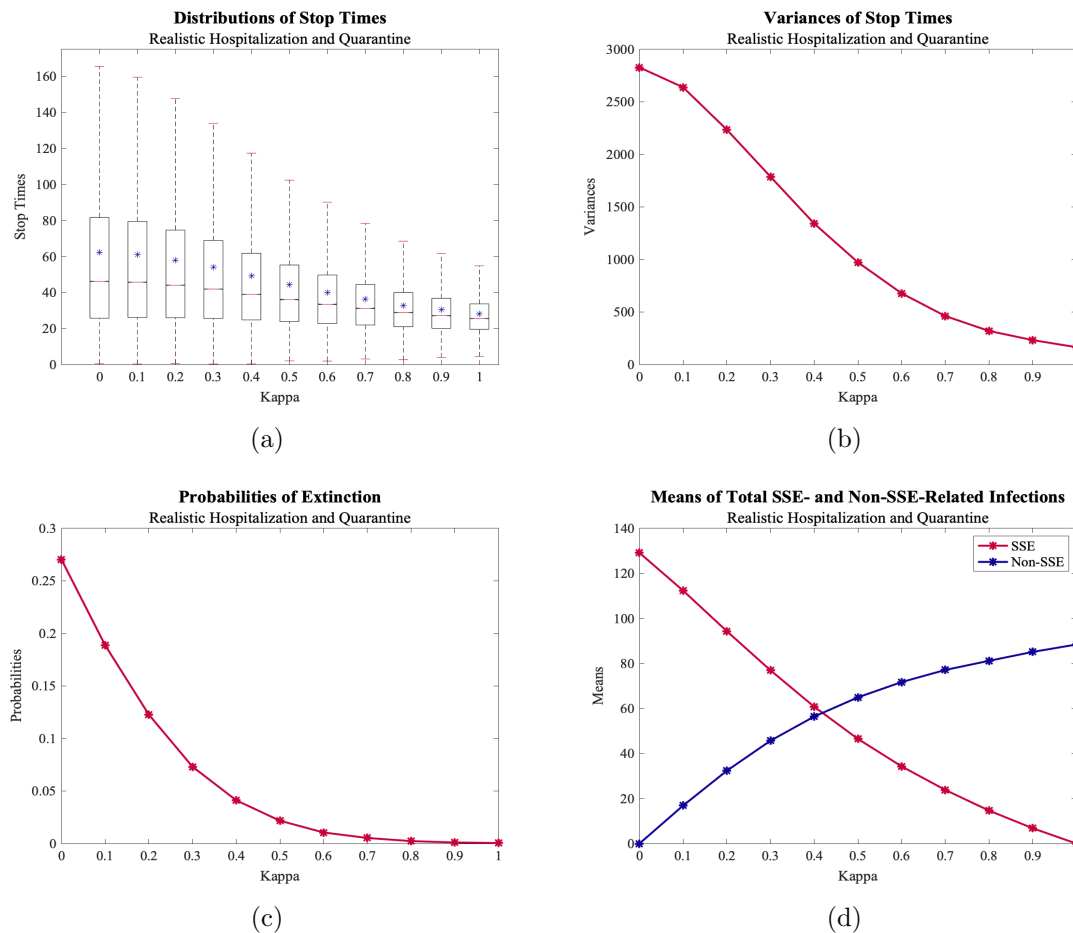 Distributions of Stop Times
Realistic Hospitalization and Quarantine
160
140
120
100
80
60
40
20
0
Stop Times
0 0.1 0.2 0.3 0.4 0.5 0.6 0.7 0.8 0.9 1
Kappa
(a)
Variances of Stop Times
Realistic Hospitalization and Quarantine
3000
2500
2000
1500
1000
500
0
Variances
0 0.1 0.2 0.3 0.4 0.5 0.6 0.7 0.8 0.9
Kappa
(b)
Probabilities of Extinction
Realistic Hospitalization and Quarantine
0.3
0.25
0.2
0.15
0.1
0.05
0
Probabilities
0 0.1 0.2 0.3 0.4 0.5 0.6 0.7 0.8 0.9 1
Kappa
(c)
Means of Total SSE- and Non-SSE-Related Infections
Realistic Hospitalization and Quarantine
140
120
100
80
60
40
20
0
Means
SSE
Non-SSE
0 0.1 0.2 0.3 0.4 0.5 0.6 0.7 0.8 0.9
Kappa
(d)